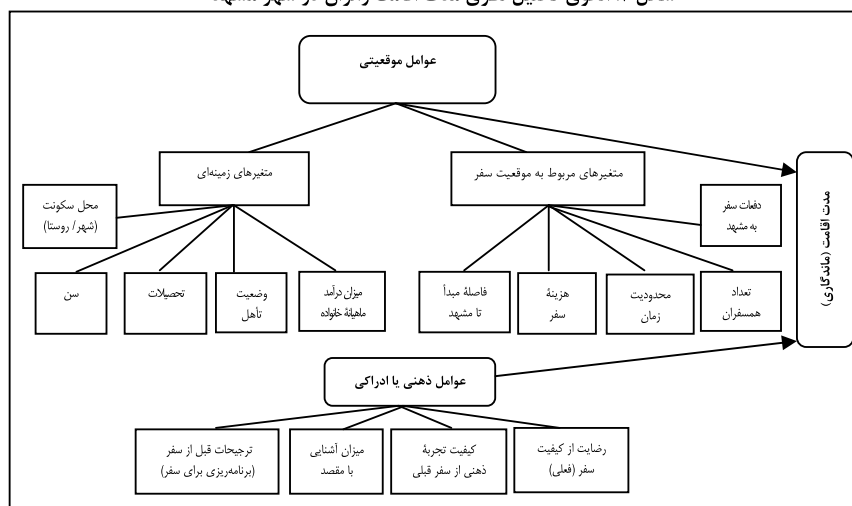 عوامل موقعیتی
متغیرهای زمینه‌ای
متغیرهای مربوط به موقعیت سفر
مدت اقامت (ماندگاری)
محل سکونت
(شهر/ روستا)
دفعات سفر
به مشهد
سن
تحصیلات
وضعیت
تأهل
میزان درآمد
ماهیانهٔ خانواده
فاصلهٔ مبدأ
تا مشهد
هزینهٔ
سفر
محدودیت
زمان
تعداد
همسفران
عوامل ذهنی یا ادراکی
ترجیحات قبل از سفر
(برنامه‌ریزی برای سفر)
میزان آشنایی
با مقصد
کیفیت تجربهٔ
ذهنی از سفر قبلی
رضایت از کیفیت
سفر (فعلی)